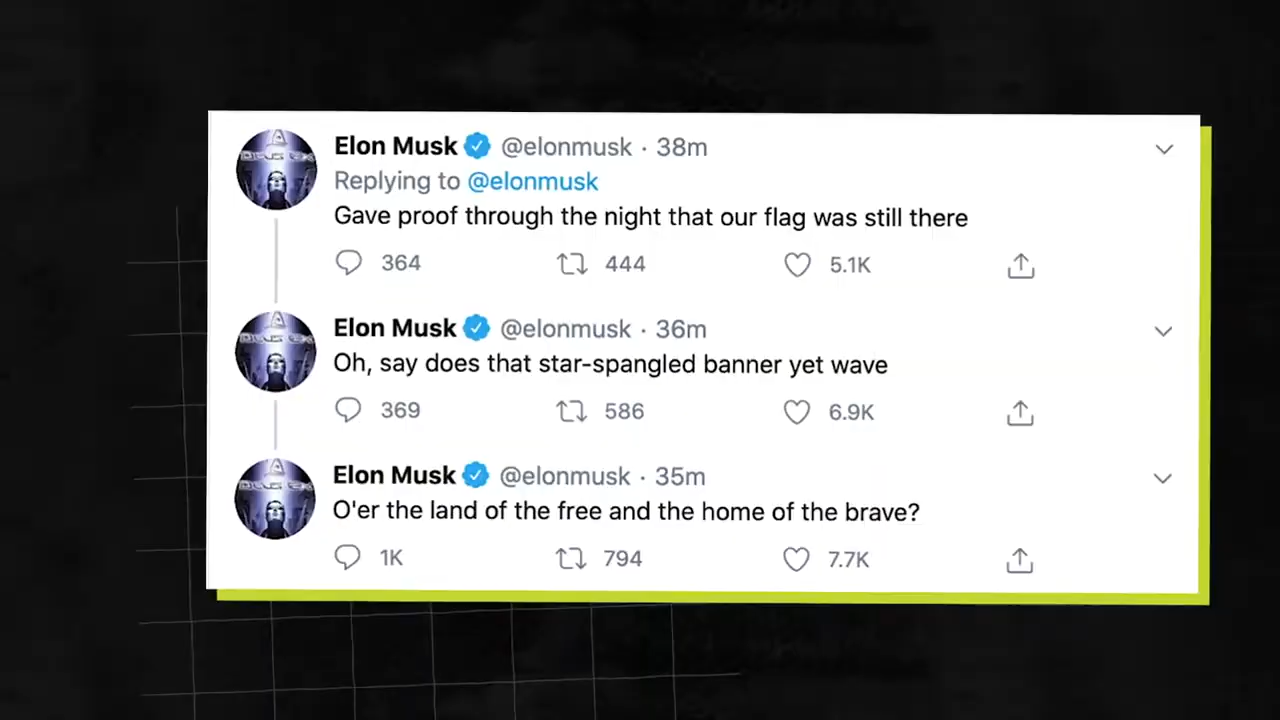 Elon Musk @elonmusk · 38m
Replying to @elonmusk
Gave proof through the night that our flag was still there
364 444 5.1K
Elon Musk @elonmusk · 36m
Oh, say does that star-spangled banner yet wave
369 586 6.9K
Elon Musk @elonmusk · 35m
O'er the land of the free and the home of the brave?
1K 794 7.7K